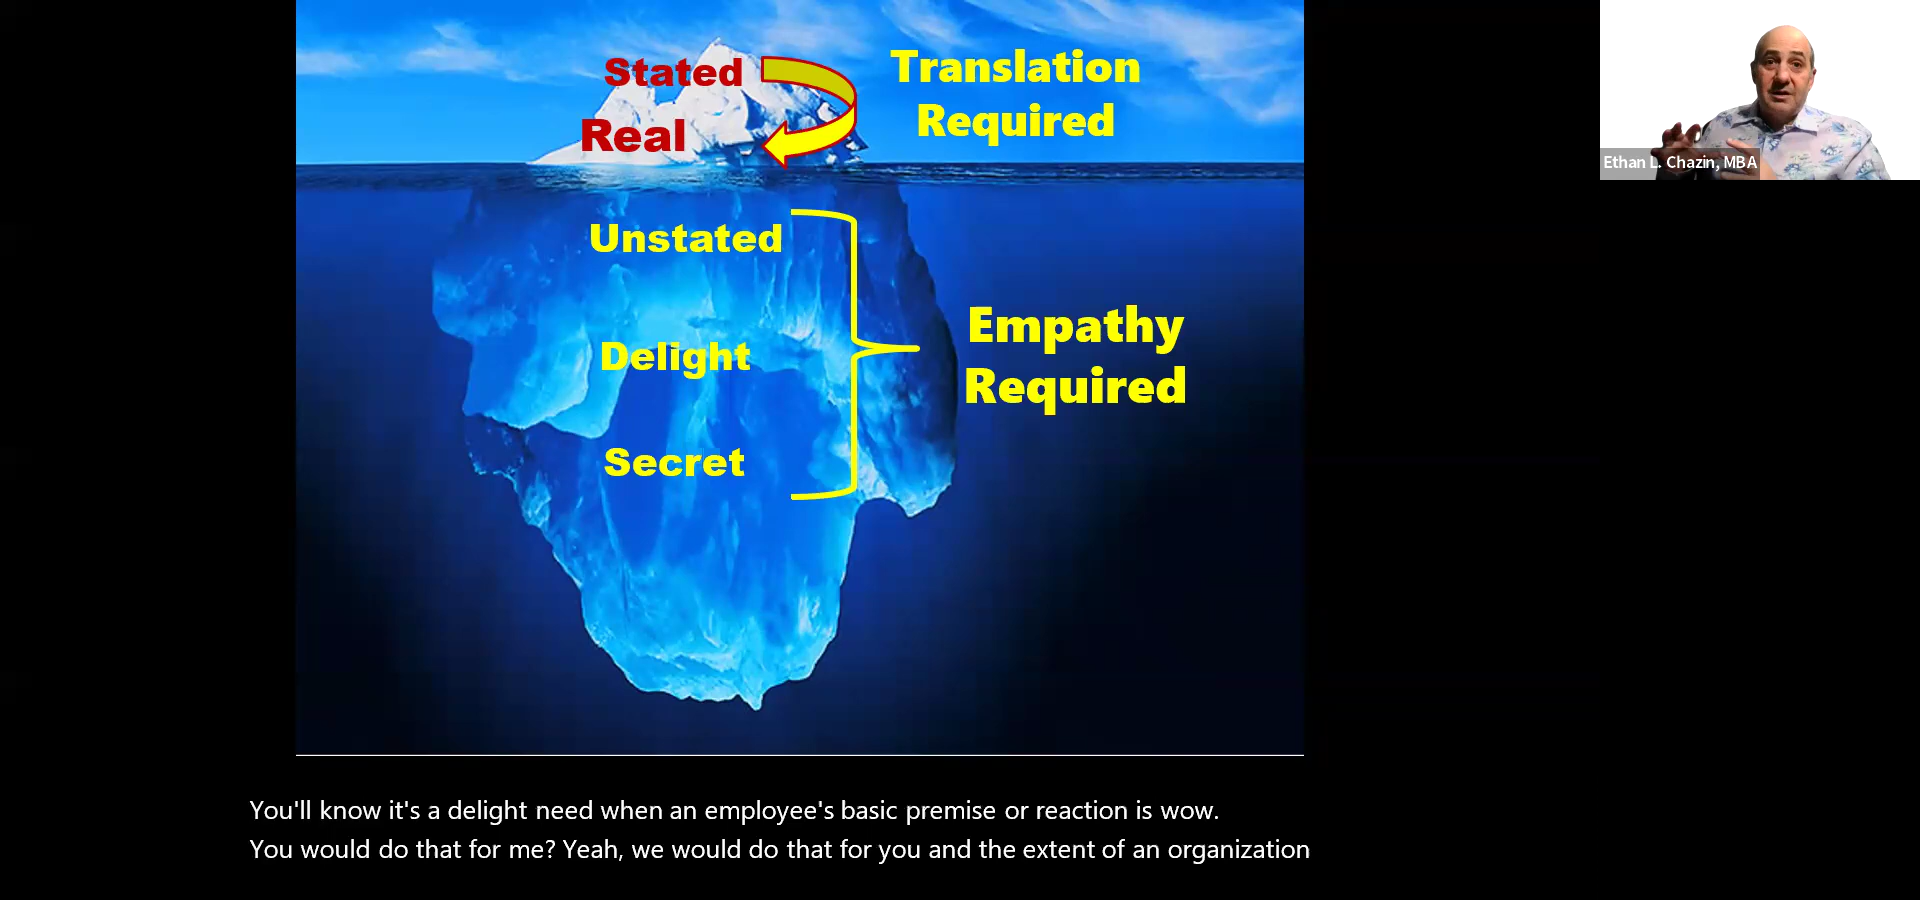 Stated
Real
Translation
Required
Unstated
Delight
Secret
Empathy
Required
Ethan L. Chazin, MBA
You'll know it's a delight need when an employee's basic premise or reaction is wow.
You would do that for me? Yeah, we would do that for you and the extent of an organization